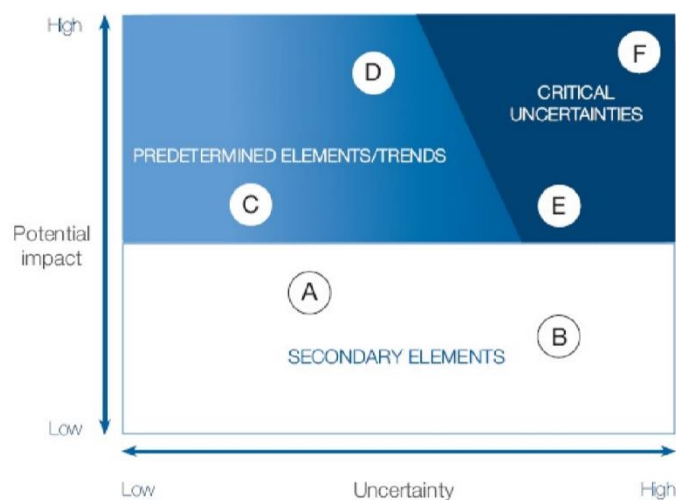 High
D
F
CRITICAL
UNCERTAINTIES
PREDETERMINED ELEMENTS/TRENDS
C
E
Potential
impact
A
B
SECONDARY ELEMENTS
Low
Low
Uncertainty
High